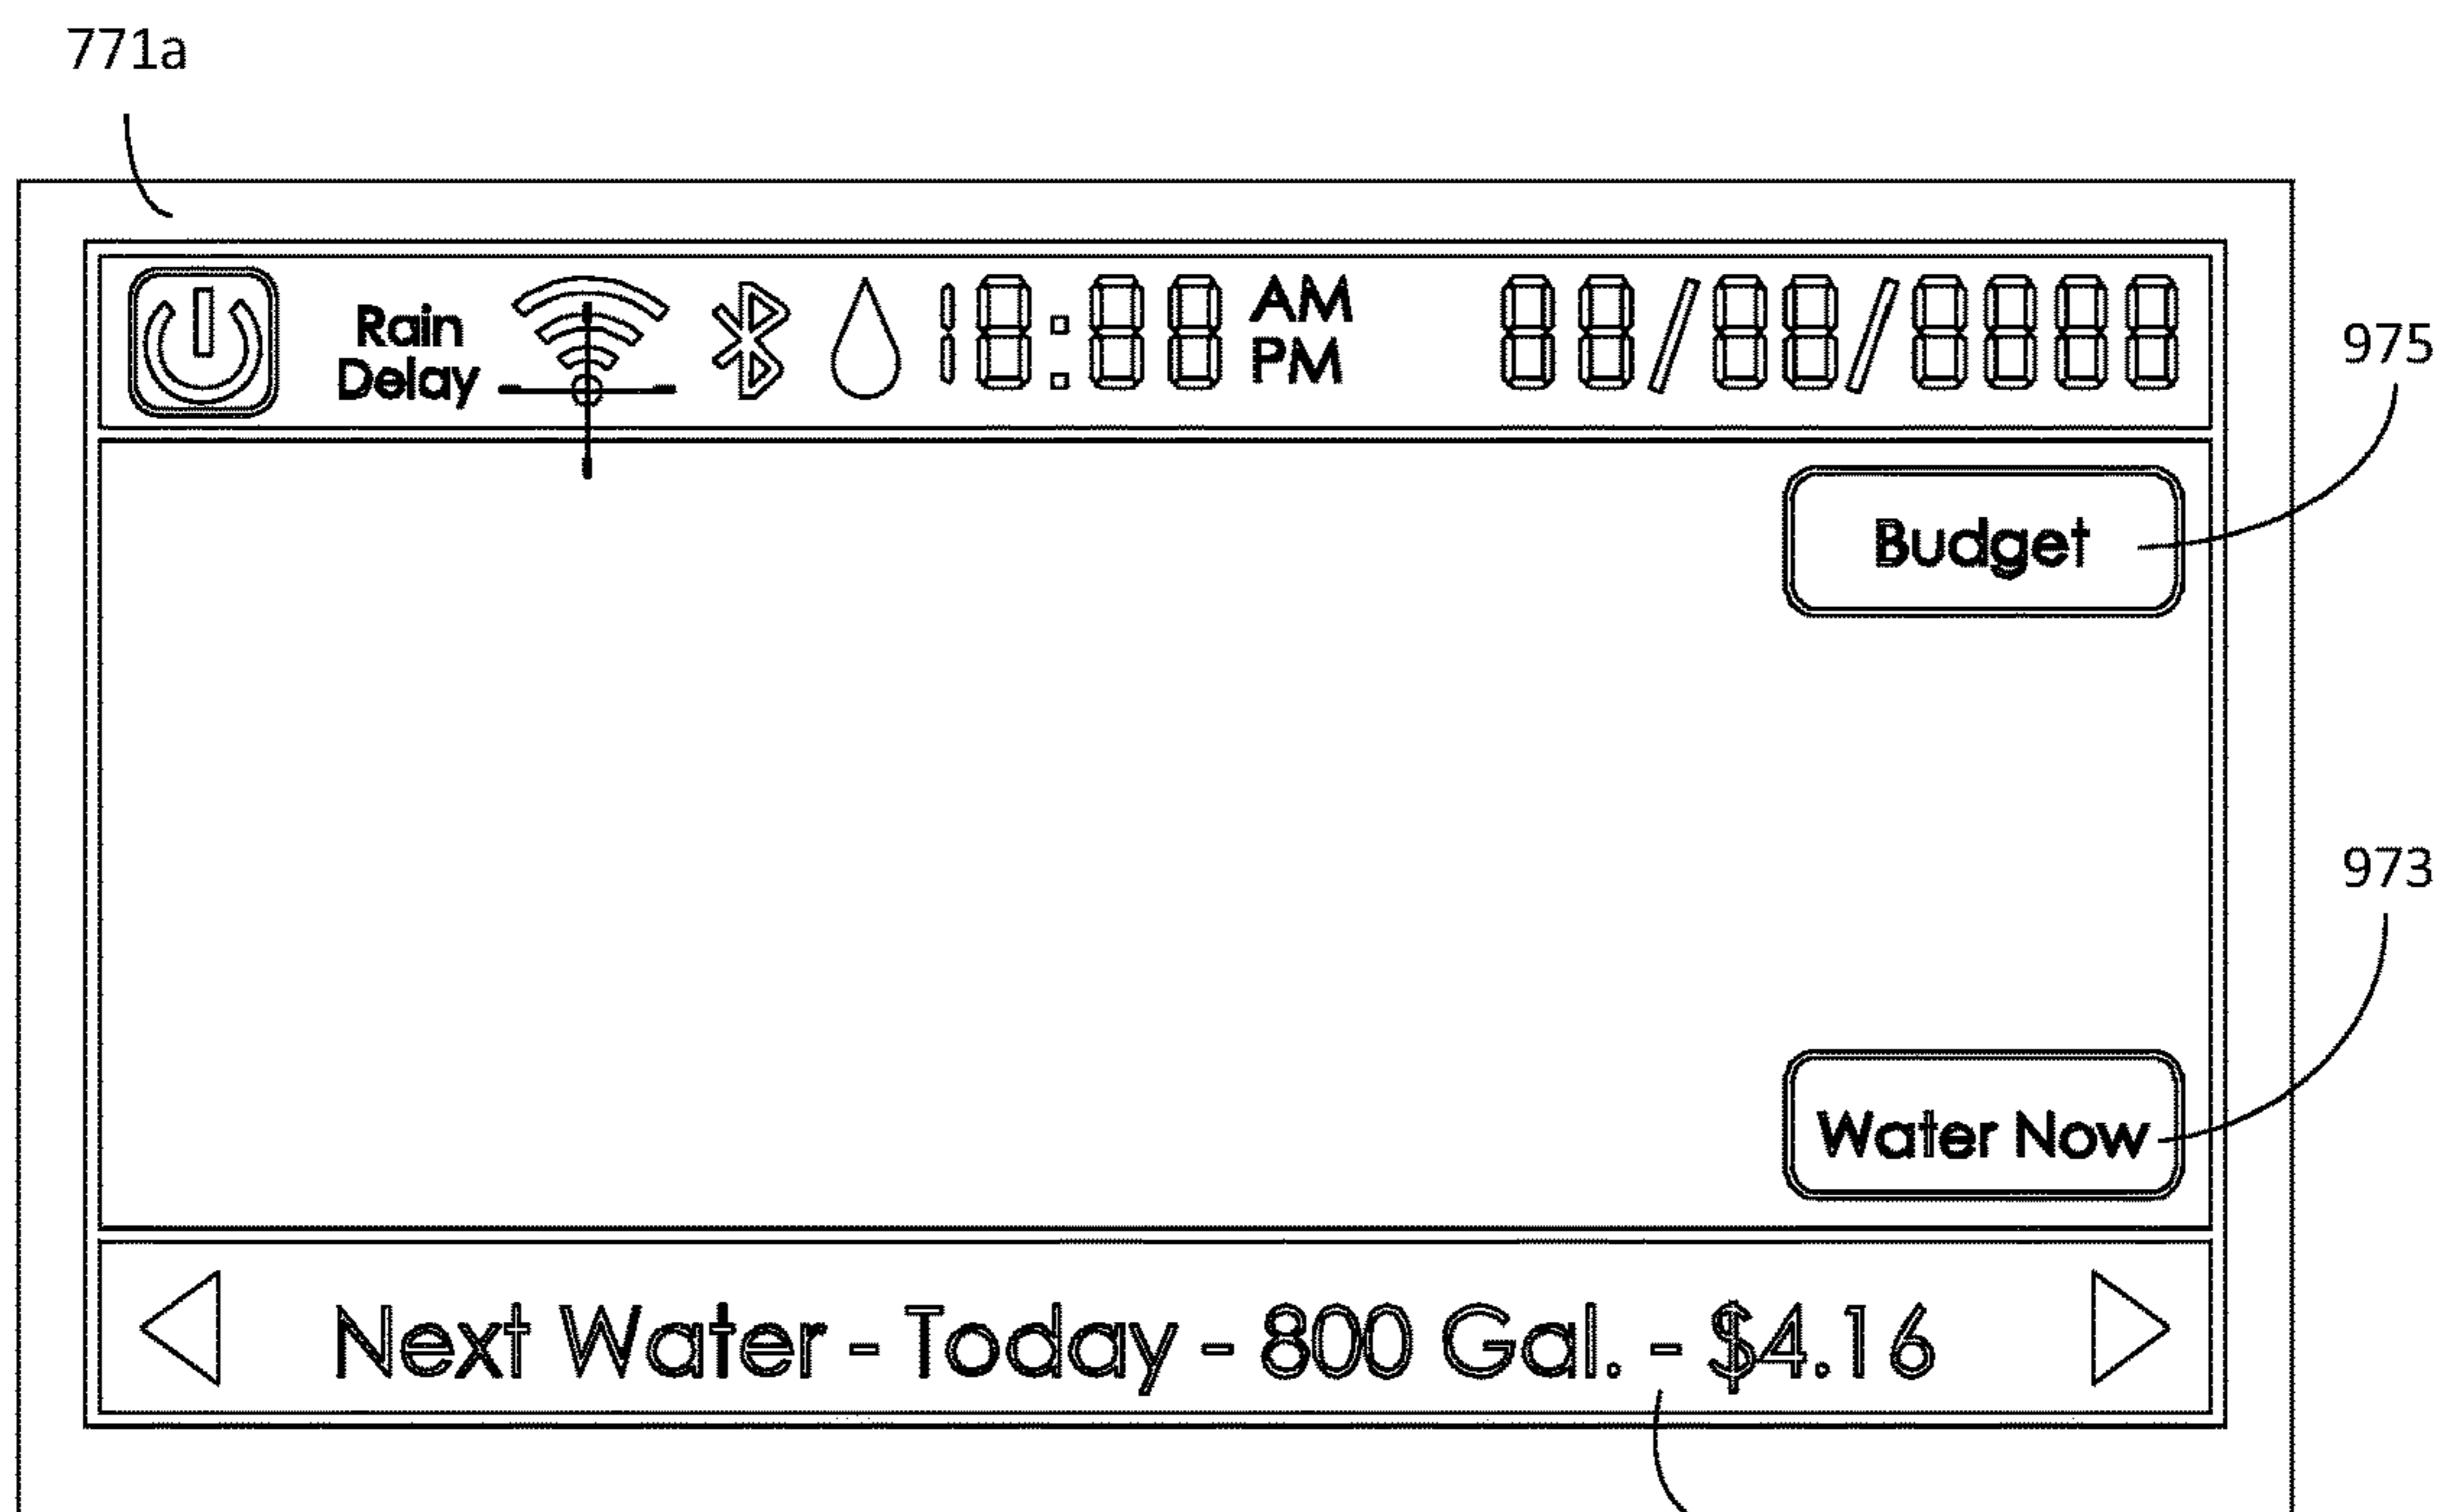 771a
Rain
Delay
18:88 AM
PM
88/88/8888
975
Budget
973
Water Now
Next Water - Today - 800 Gal. - $4.16